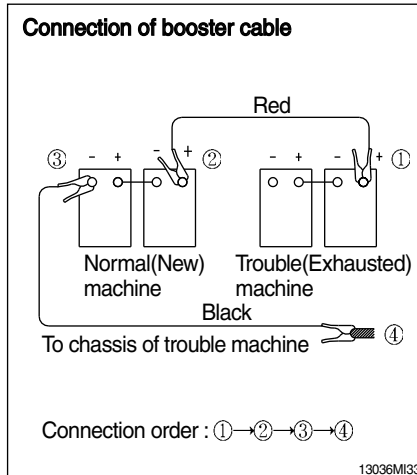 Connection of booster cable
Red
③ - + - + ② - + - + ①
Normal(New) Trouble(Exhausted)
machine machine
Black
To chassis of trouble machine ④
Connection order : ①→②→③→④
13036MI33